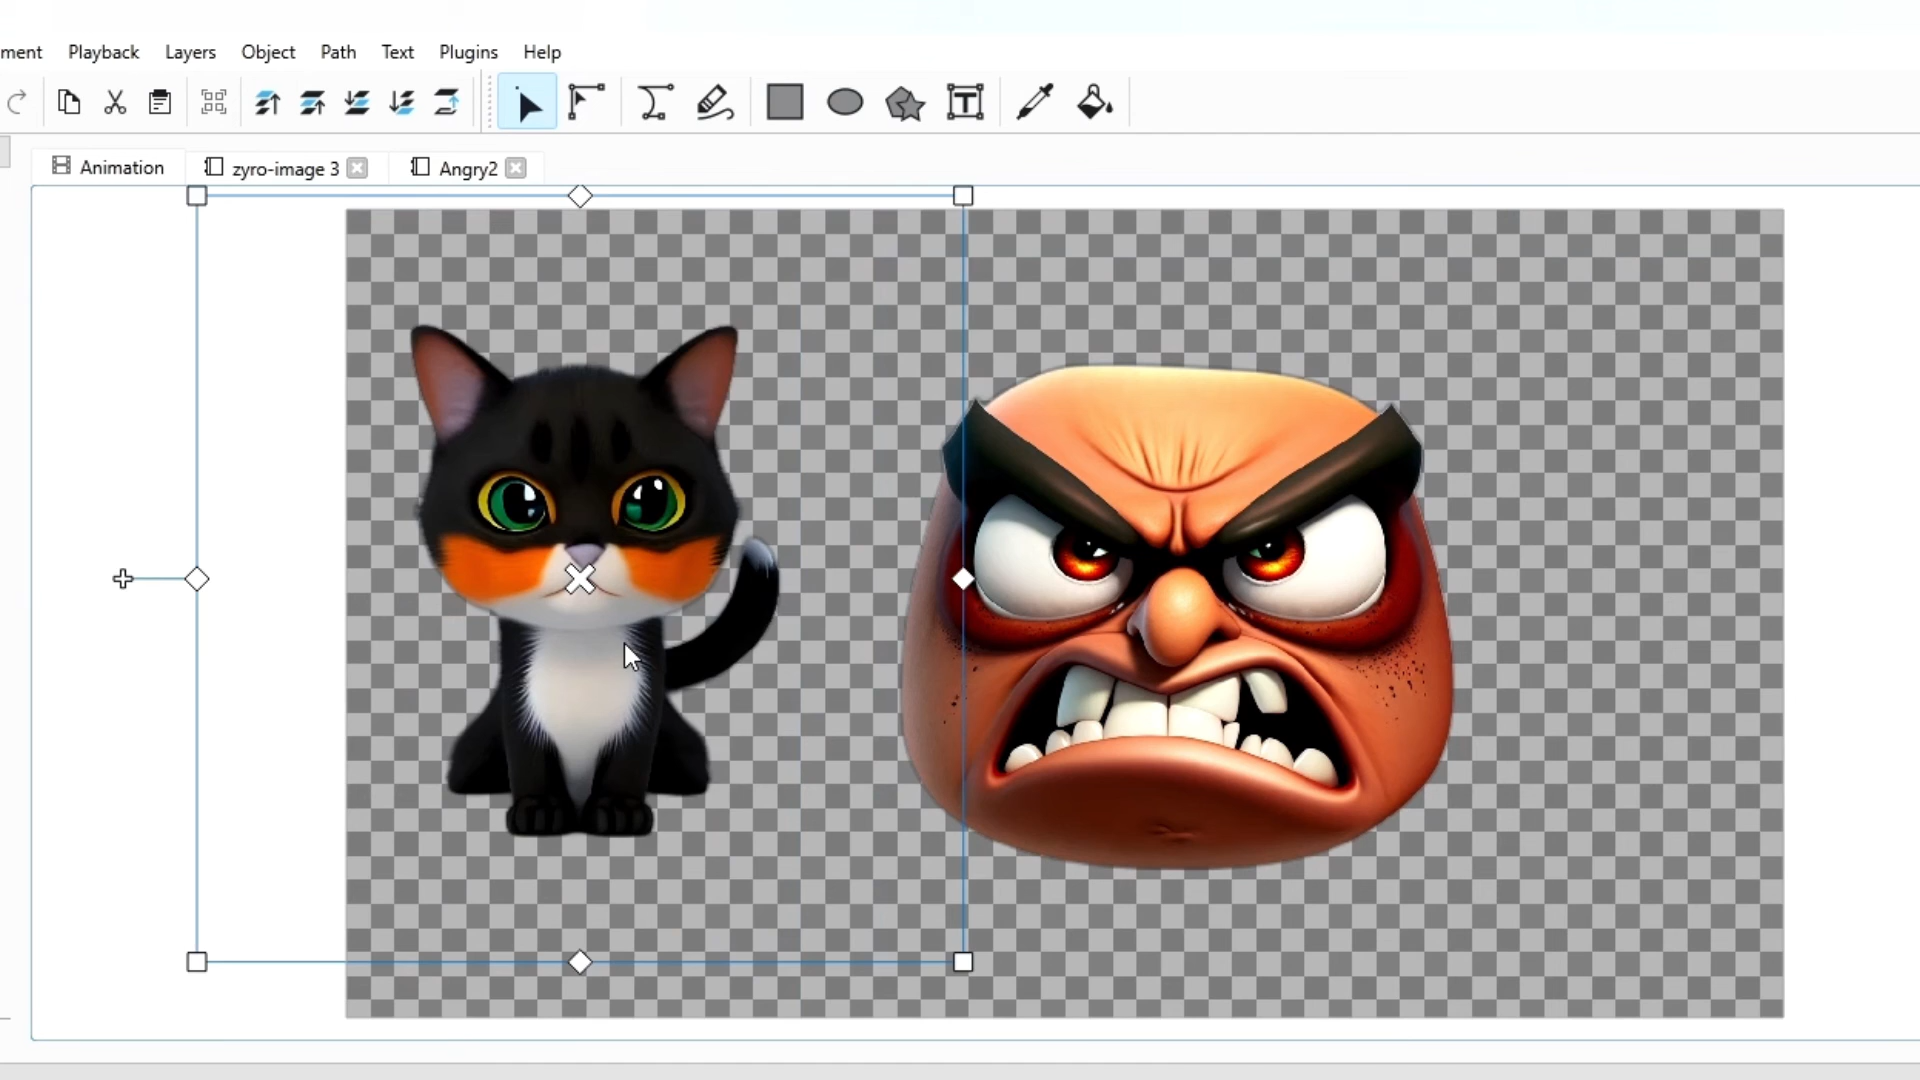 ment Playback Layers Object Path Text Plugins Help
T
Animation zyro-image 3 Angry2